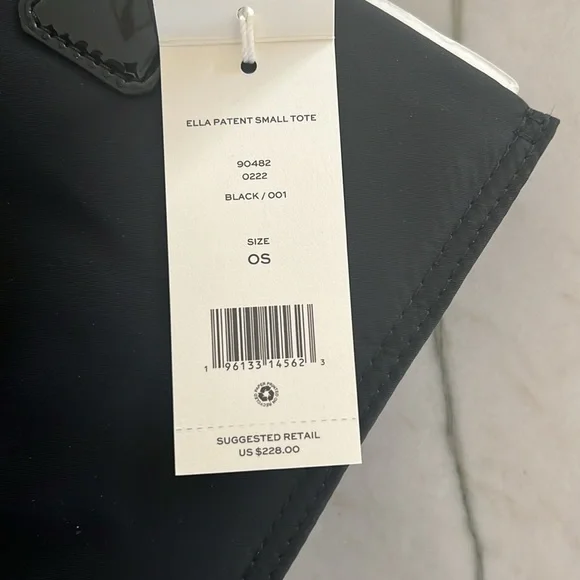 ELLA PATENT SMALL TOTE
90482
0222
BLACK / 001
SIZE
OS
1 96133 14562 3
SUGGESTED RETAIL
US $228.00